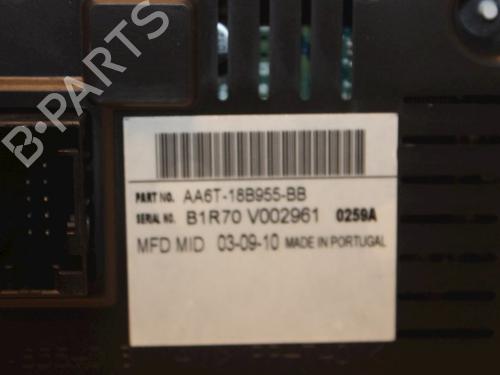 B-PARTS
PART NO. AA6T-18B955-BB
SERIAL NO. B1R70 V002961 0259A
MFD MID 03-09-10 MADE IN PORTUGAL